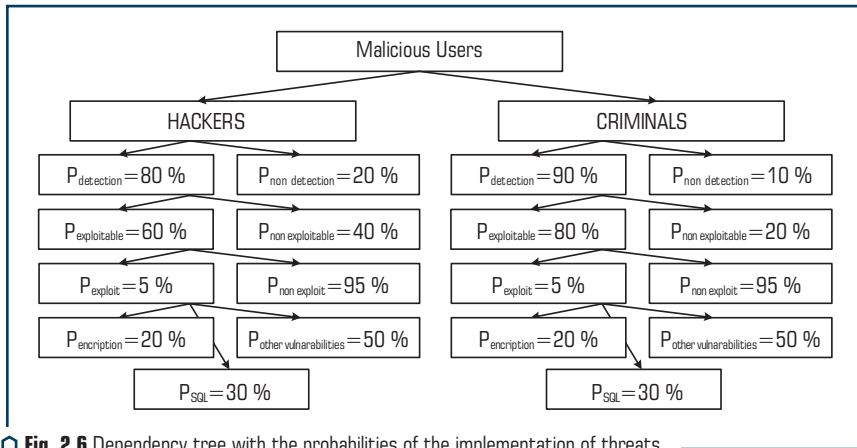 Malicious Users
HACKERS
CRIMINALS
P detection = 80 %
P non detection = 20 %
P detection = 90 %
P non detection = 10 %
P exploitable = 60 %
P non exploitable = 40 %
P exploitable = 80 %
P non exploitable = 20 %
P exploit = 5 %
P non exploit = 95 %
P exploit = 5 %
P non exploit = 95 %
P encription = 20 %
P other vulnarabilities = 50 %
P encription = 20 %
P other vulnarabilities = 50 %
P SQL = 30 %
P SQL = 30 %
Fig. 2.6 Dependency tree with the probabilities of the implementation of threats